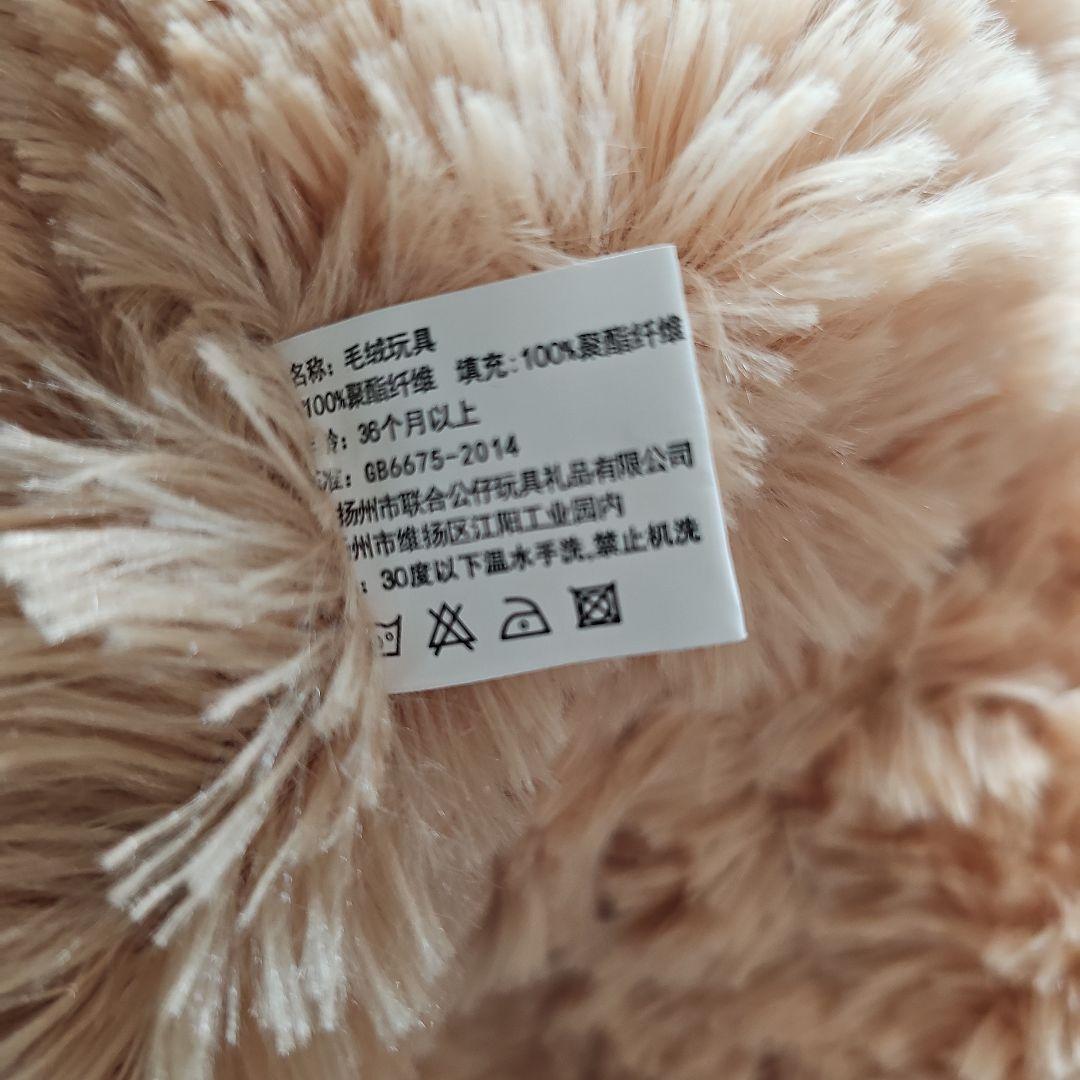 名称：毛绒玩具
100%聚酯纤维 填充：100%聚酯纤维
龄：36个月以上
准：GB6675-2014
扬州市联合公仔玩具礼品有限公司
州市维扬区江阳工业园内
：30度以下温水手洗，禁止机洗